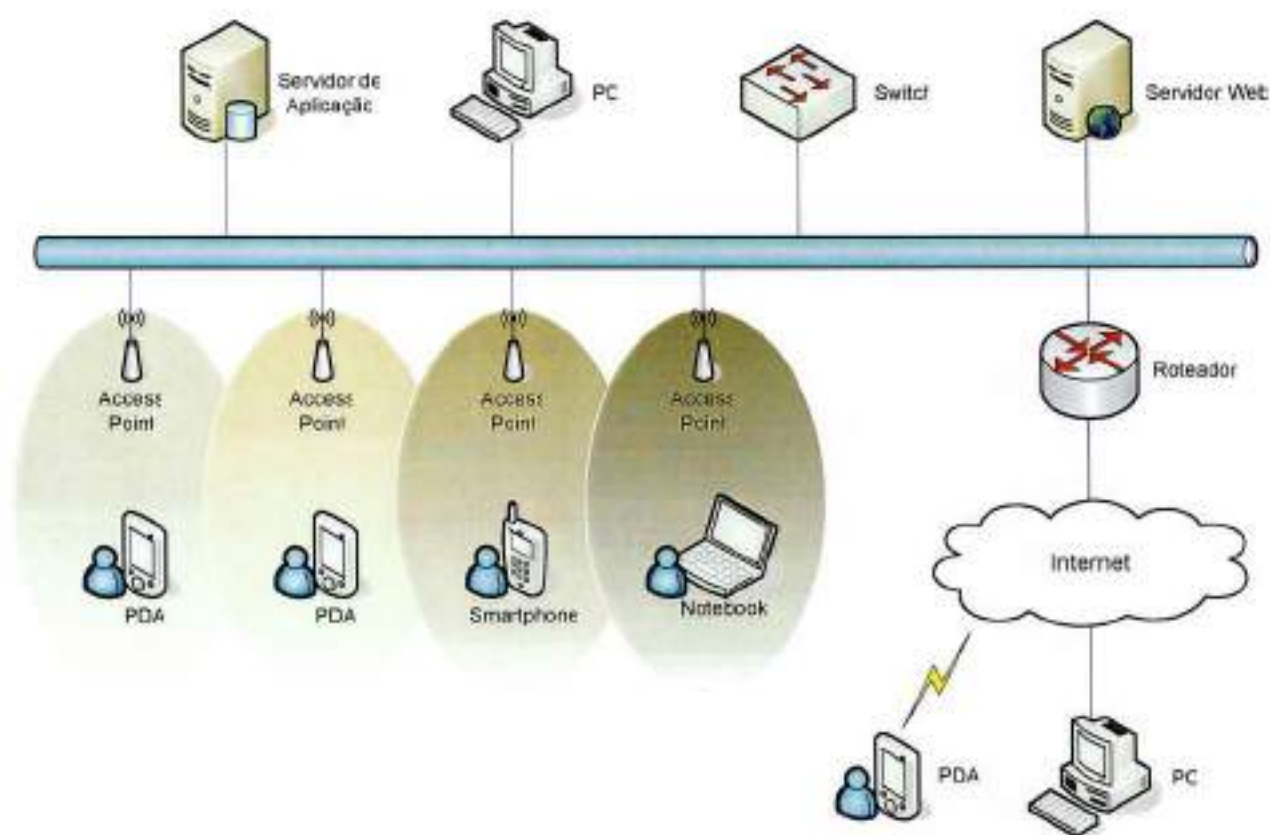 Servidor de
Aplicação
PC
Switch
Servidor Web
Access
Point
Access
Point
Access
Point
Access
Point
Roteador
PDA
PDA
Smartphone
Notebook
Internet
PDA
PC